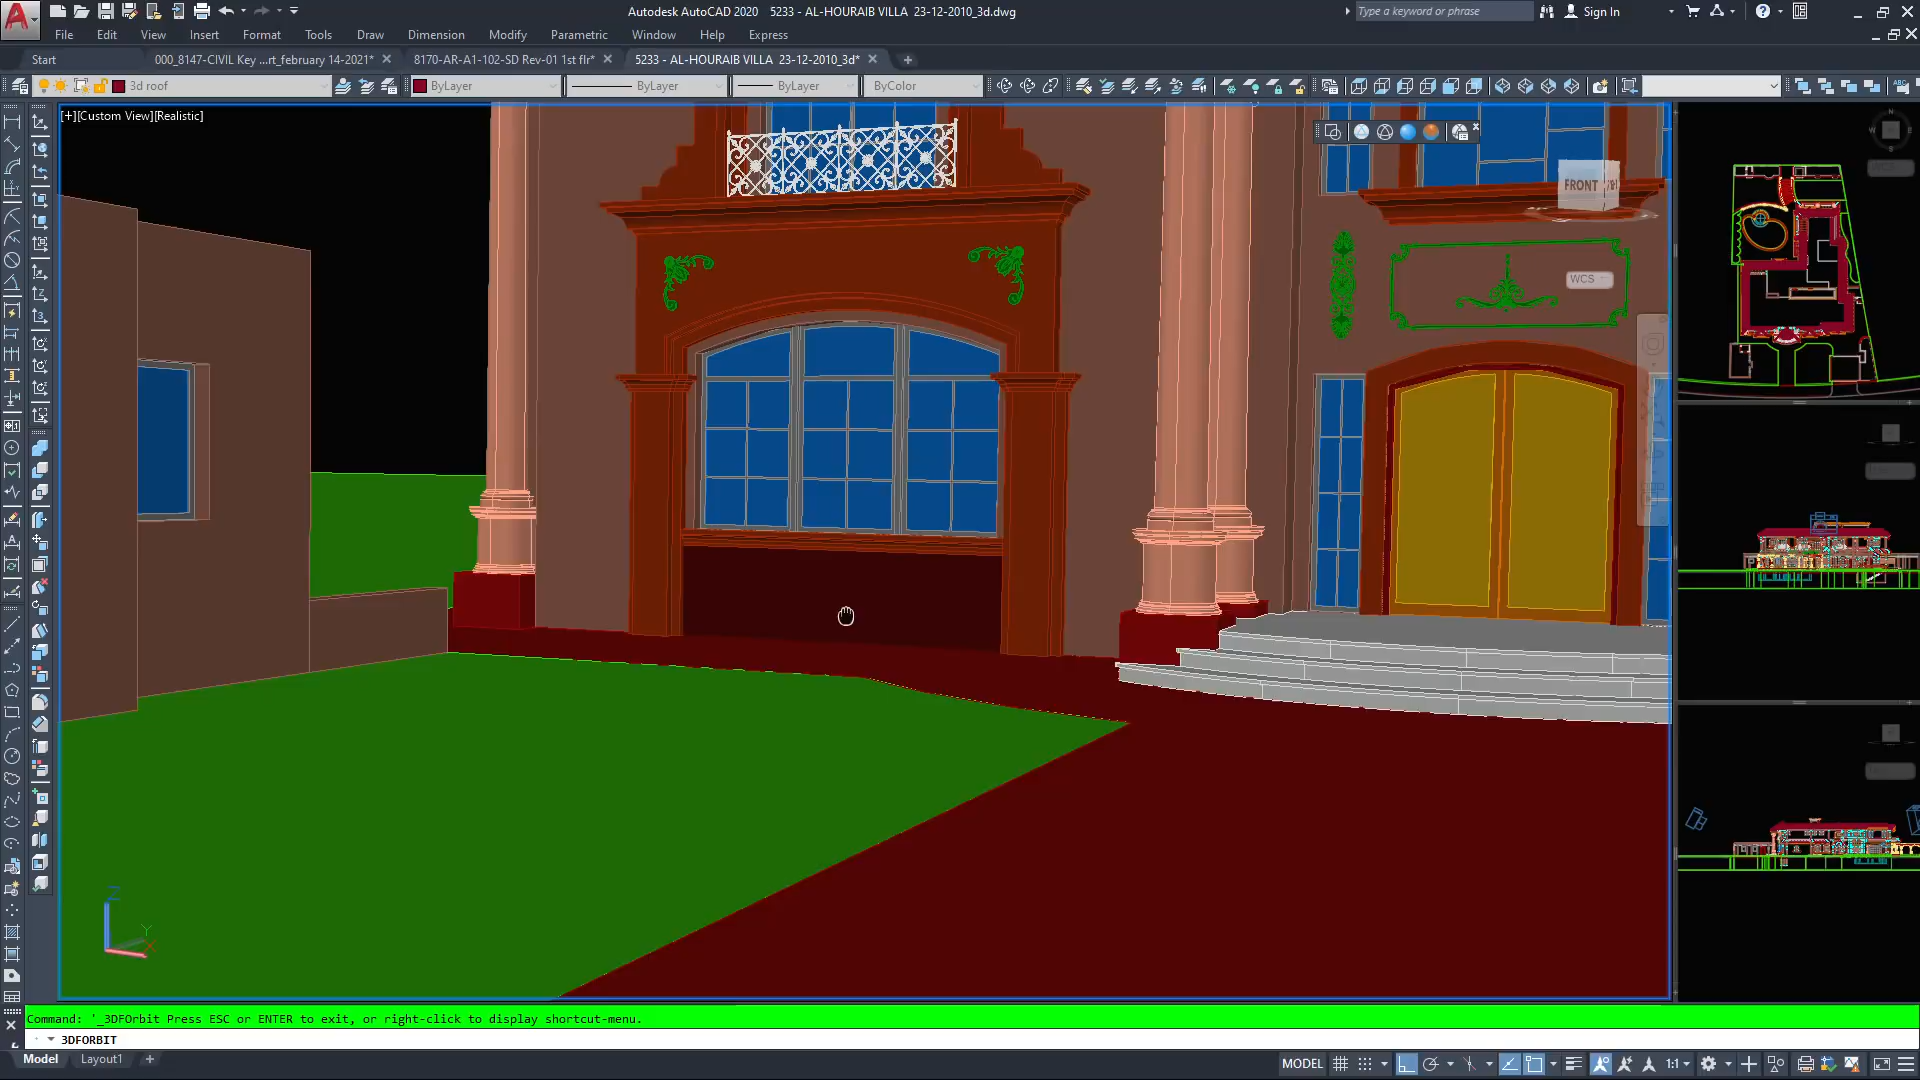 Autodesk AutoCAD 2020   5233 - AL-HOURAIB VILLA  23-12-2010_3d.dwg
Type a keyword or phrase
Sign In
File Edit View Insert Format Tools Draw Dimension Modify Parametric Window Help Express
Start
000_8147-CIVIL Key ...rt_february 14-2021*
8170-AR-A1-102-SD Rev-01 1st flr*
5233 - AL-HOURAIB VILLA  23-12-2010_3d*
3d roof
ByLayer
ByLayer
ByLayer
ByColor
[+][Custom View][Realistic]
FRONT
WCS
Z
Y
X
Command: '_3DFOrbit Press ESC or ENTER to exit, or right-click to display shortcut-menu.
3DFORBIT
Model Layout1
MODEL
1:1